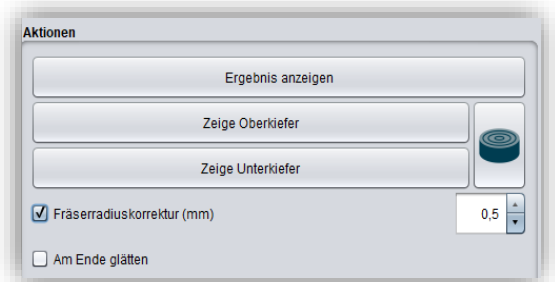 Aktionen
Ergebnis anzeigen
Zeige Oberkiefer
Zeige Unterkiefer
Fräserradiuskorrektur (mm) 0,5
Am Ende glätten